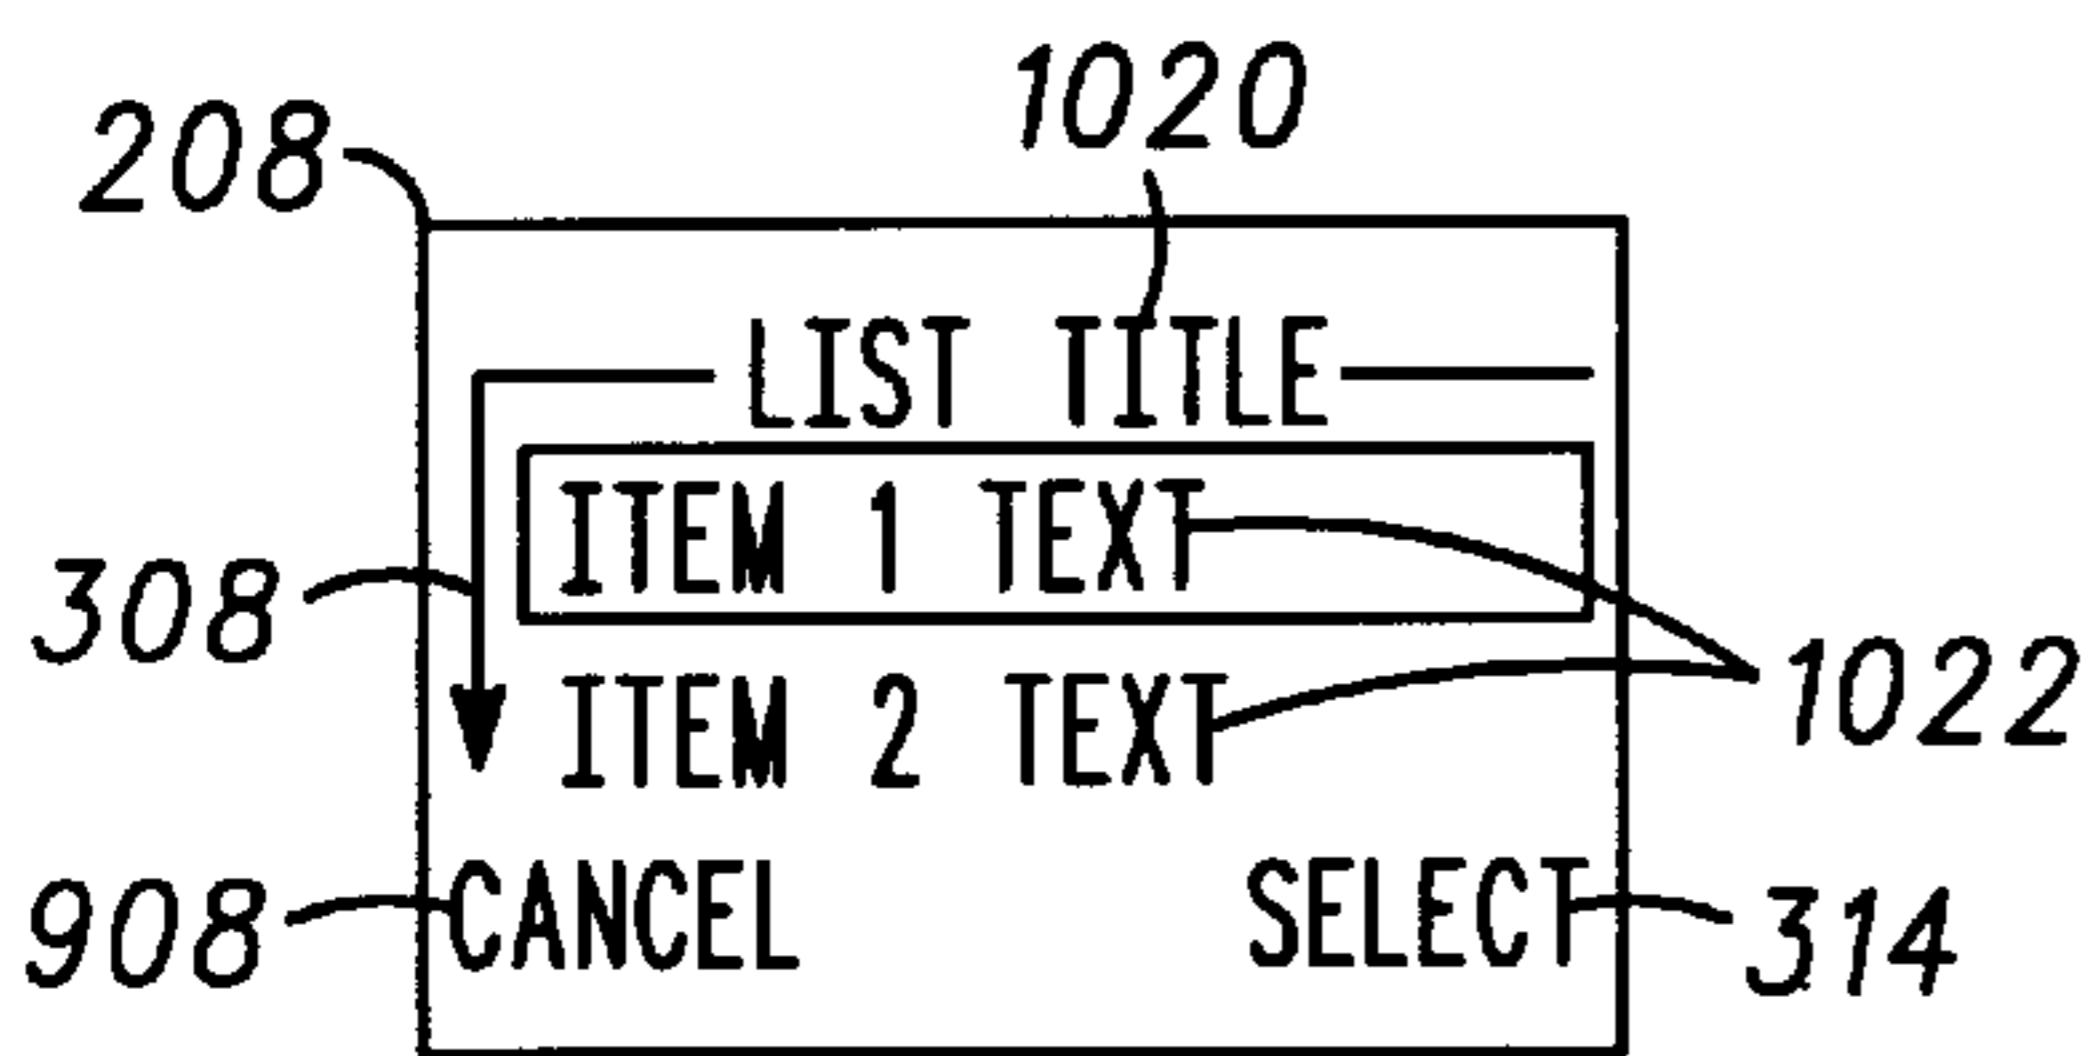 1020
208
LIST TITLE
ITEM 1 TEXT
308
1022
ITEM 2 TEXT
908 CANCEL SELECT 314